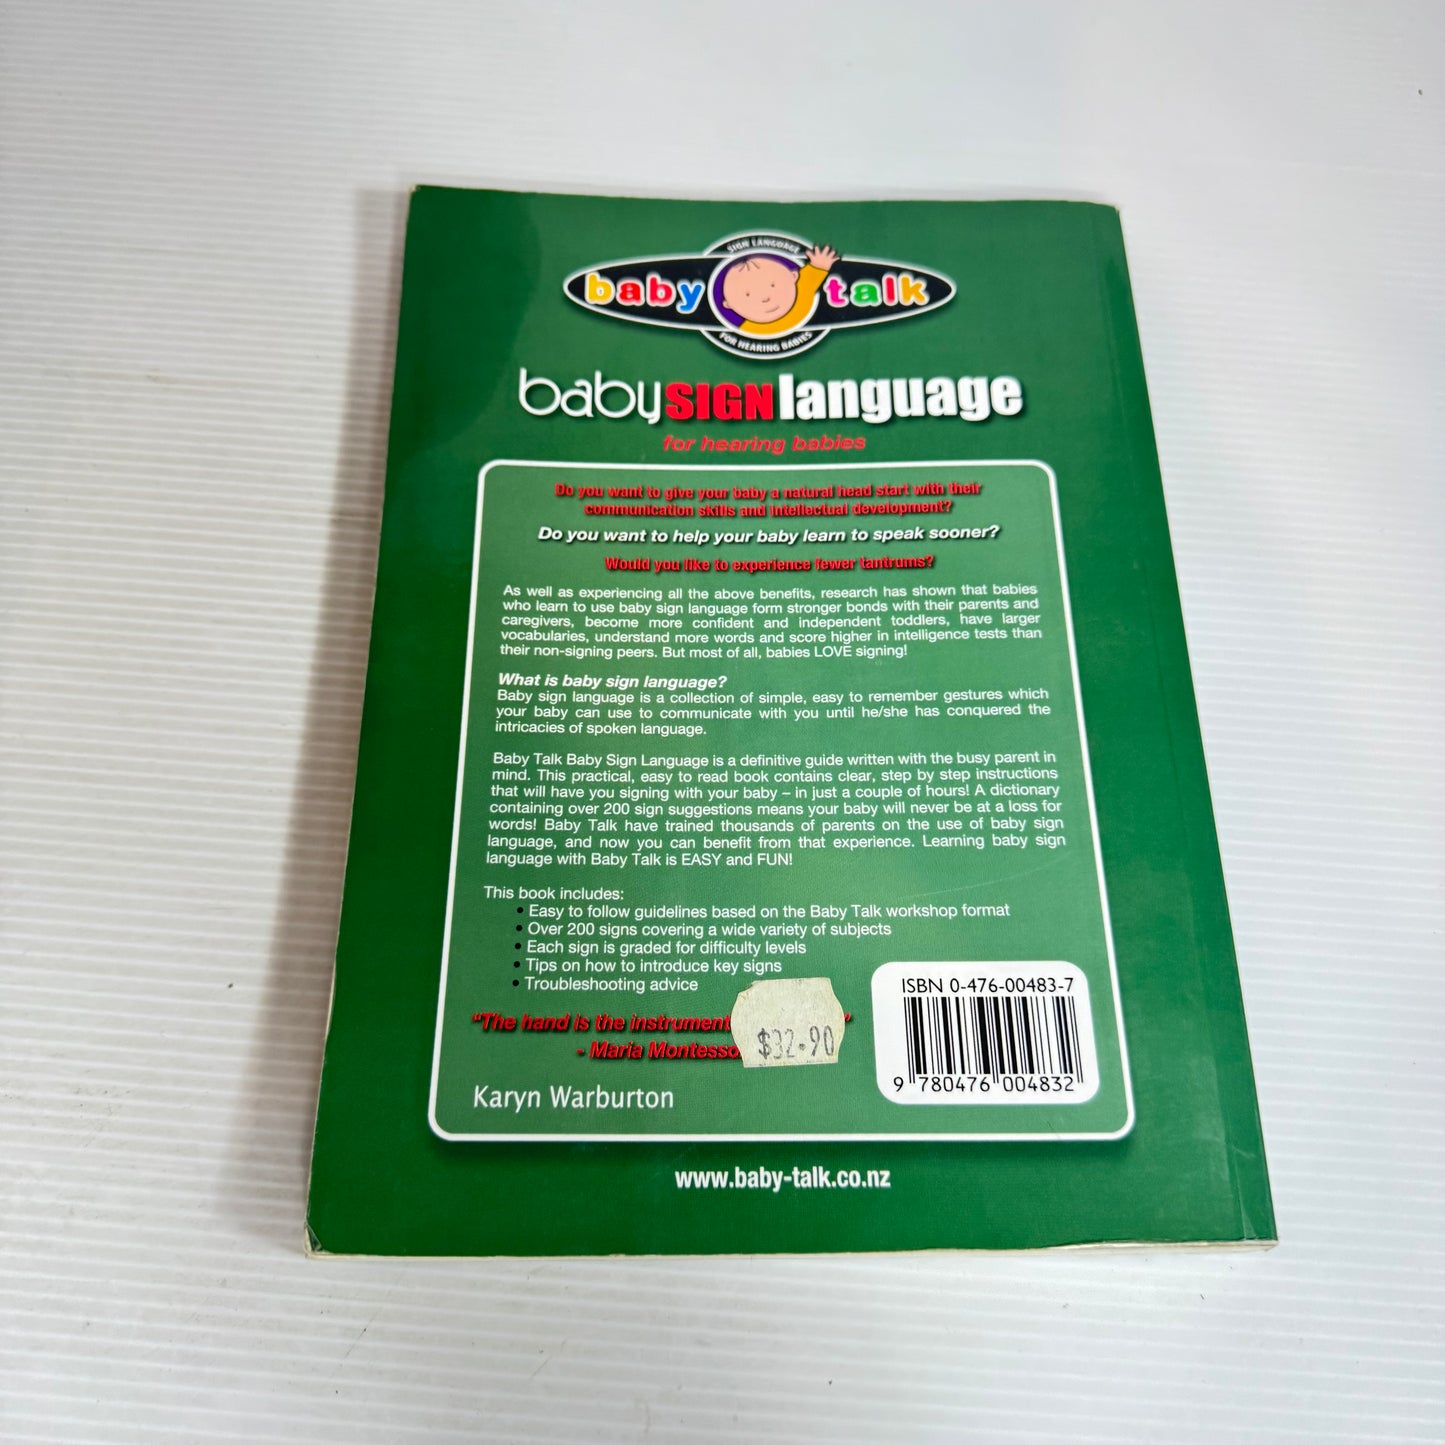 SIGN LANGUAGE
baby talk
FOR HEARING BABIES
babySIGNlanguage
for hearing babies
Do you want to give your baby a natural head start with their
communication skills and intellectual development?
Do you want to help your baby learn to speak sooner?
Would you like to experience fewer tantrums?
As well as experiencing all the above benefits, research has shown that babies
who learn to use baby sign language form stronger bonds with their parents and
caregivers, become more confident and independent toddlers, have larger
vocabularies, understand more words and score higher in intelligence tests than
their non-signing peers. But most of all, babies LOVE signing!
What is baby sign language?
Baby sign language is a collection of simple, easy to remember gestures which
your baby can use to communicate with you until he/she has conquered the
intricacies of spoken language.
Baby Talk Baby Sign Language is a definitive guide written with the busy parent in
mind. This practical, easy to read book contains clear, step by step instructions
that will have you signing with your baby – in just a couple of hours! A dictionary
containing over 200 sign suggestions means your baby will never be at a loss for
words! Baby Talk have trained thousands of parents on the use of baby sign
language, and now you can benefit from that experience. Learning baby sign
language with Baby Talk is EASY and FUN!
This book includes:
• Easy to follow guidelines based on the Baby Talk workshop format
• Over 200 signs covering a wide variety of subjects
• Each sign is graded for difficulty levels
• Tips on how to introduce key signs
• Troubleshooting advice
"The hand is the instrument
- Maria Montesso
$32.90
ISBN 0-476-00483-7
9 780476 004832
Karyn Warburton
www.baby-talk.co.nz